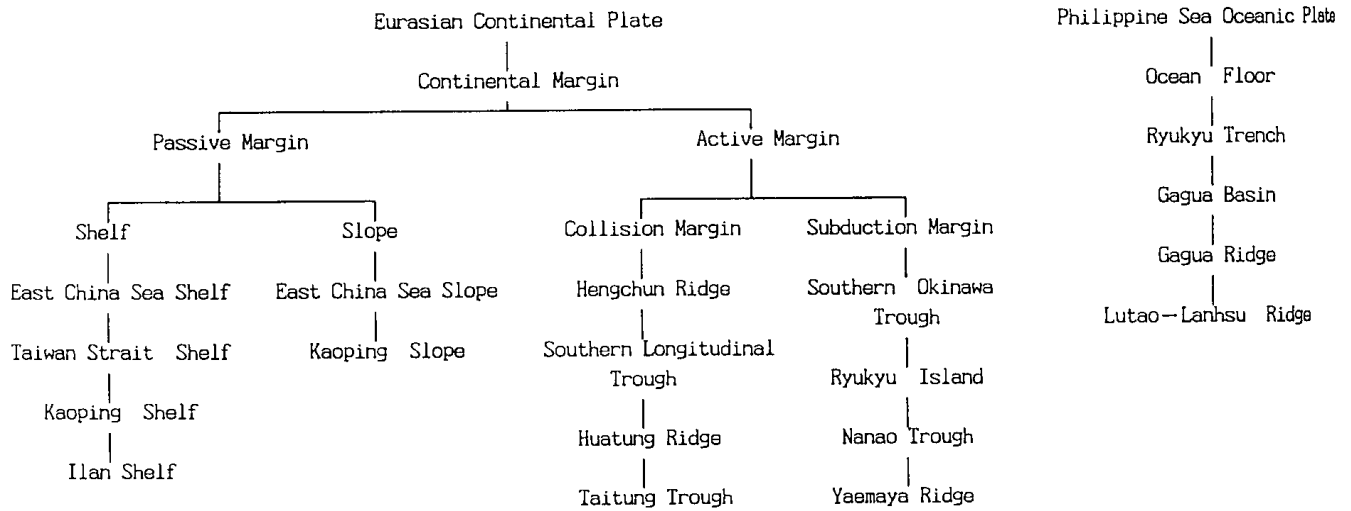 Eurasian Continental Plate
Continental Margin
Passive Margin
Active Margin
Shelf
East China Sea Shelf
Taiwan Strait Shelf
Kaoping Shelf
Ilan Shelf
Slope
East China Sea Slope
Kaoping Slope
Collision Margin
Hengchun Ridge
Southern Longitudinal
Trough
Huatung Ridge
Taitung Trough
Subduction Margin
Southern Okinawa
Trough
Ryukyu Island
Nanao Trough
Yaemaya Ridge
Philippine Sea Oceanic Plate
Ocean Floor
Ryukyu Trench
Gagua Basin
Gagua Ridge
Lutao-Lanhsu Ridge